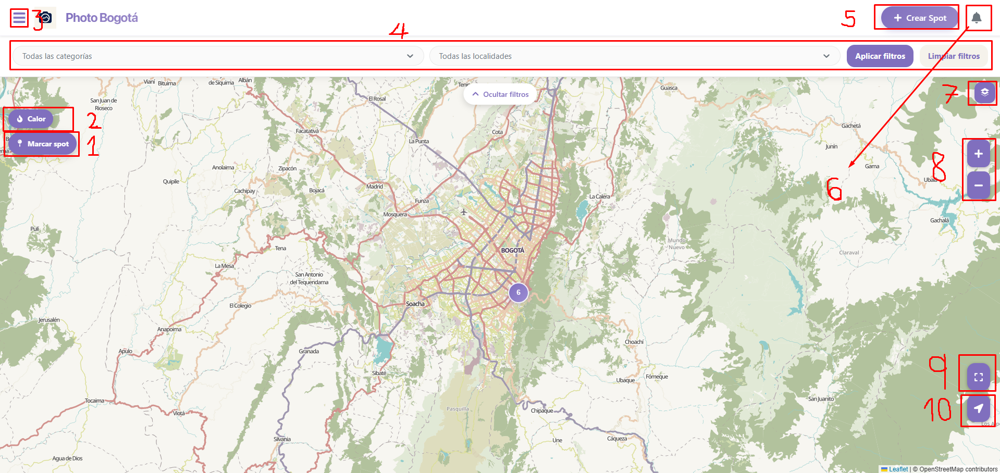 3
Photo Bogotá
5
Crear Spot
4
Todas las categorías
Todas las localidades
Aplicar filtros
Limpiar filtros
Ocultar filtros
7
Calor
2
Marcar spot
1
8
6
9
10
6
Vianí
Bituima
de Siquima
Albán
San Juan de
Rioseco
El Rosal
Guasca
Facatativá
La Punta
Cota
Gachetá
Junín
Gama
Anolaima
Zipacón
Quipile
Cachipay
Bojacá
Madrid
Funza
La Calera
Mosquera
Pulí
Gachalá
Tena
BOGOTÁ
Mundo
Nuevo
Claraval
La Mesa
San Antonio
del Tequendama
El Colegio
Soacha
Jerusalén
Anapoima
Apulo
Granada
Choachí
Sibaté
Ubaque
Fómeque
Tocaima
Viotá
Pasquilla
Chipaque
San Juanito
Silvania
Une
Cáqueza
Agua de Dios
Leaflet | © OpenStreetMap contributors